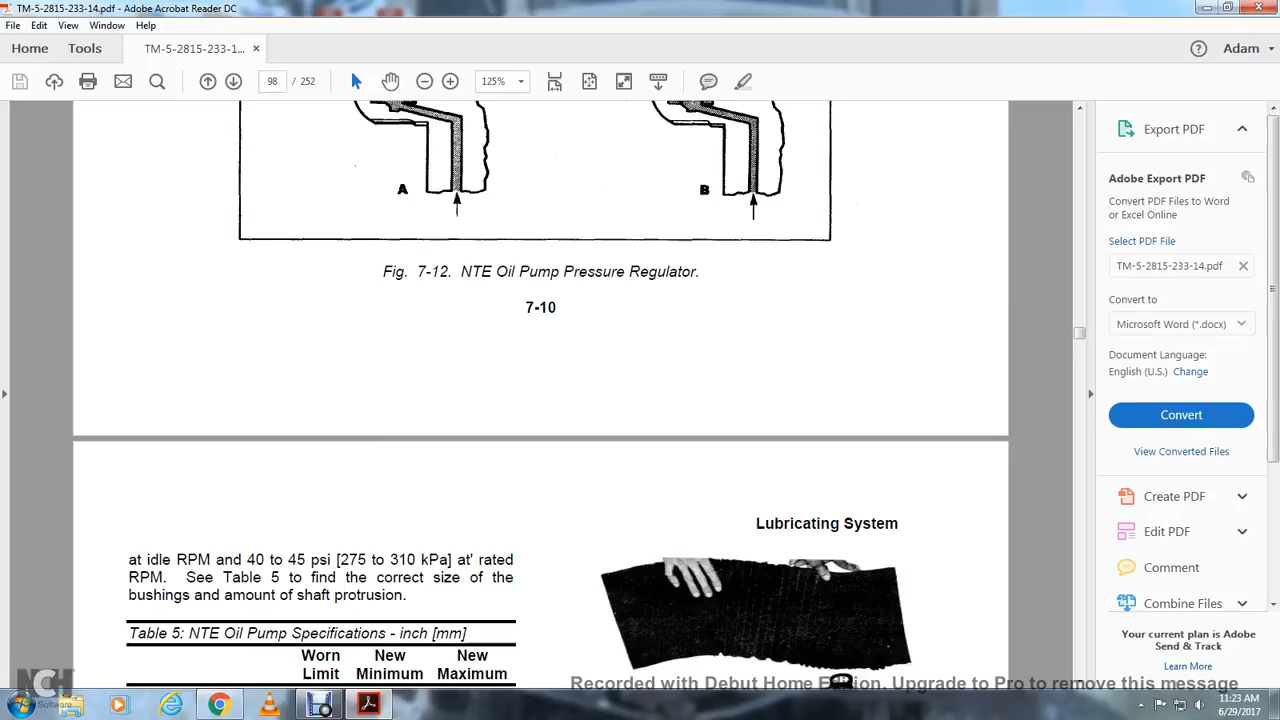 TM-5-2815-233-14.pdf - Adobe Acrobat Reader DC
File Edit View Window Help
Home Tools TM-5-2815-233-1... × Adam
98 / 252 125%
A B
Fig. 7-12. NTE Oil Pump Pressure Regulator.
7-10
Lubricating System
at idle RPM and 40 to 45 psi [275 to 310 kPa] at' rated
RPM. See Table 5 to find the correct size of the
bushings and amount of shaft protrusion.
Table 5: NTE Oil Pump Specifications - inch [mm]
Worn New New
Limit Minimum Maximum
Export PDF
Adobe Export PDF
Convert PDF Files to Word
or Excel Online
Select PDF File
TM-5-2815-233-14.pdf
Convert to
Microsoft Word (*.docx)
Document Language:
English (U.S.) Change
Convert
View Converted Files
Create PDF
Edit PDF
Comment
Combine Files
Your current plan is Adobe
Send & Track
Learn More
NCH Software
Recorded with Debut Home Edition. Upgrade to Pro to remove this message
11:23 AM
6/29/2017